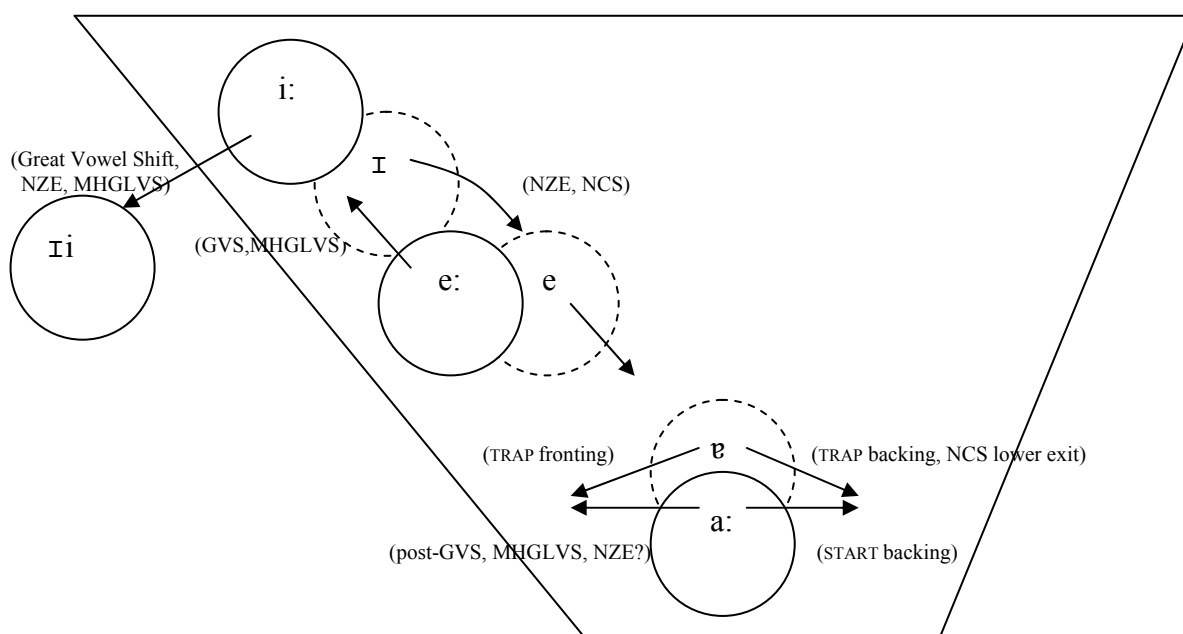 i:
(Great Vowel Shift,
NZE, MHGLVS)
ɪ
(NZE, NCS)
ɪi
(GVS,MHGLVS)
e:
e
(TRAP fronting)
ɐ
(TRAP backing, NCS lower exit)
a:
(post-GVS, MHGLVS, NZE?)
(START backing)